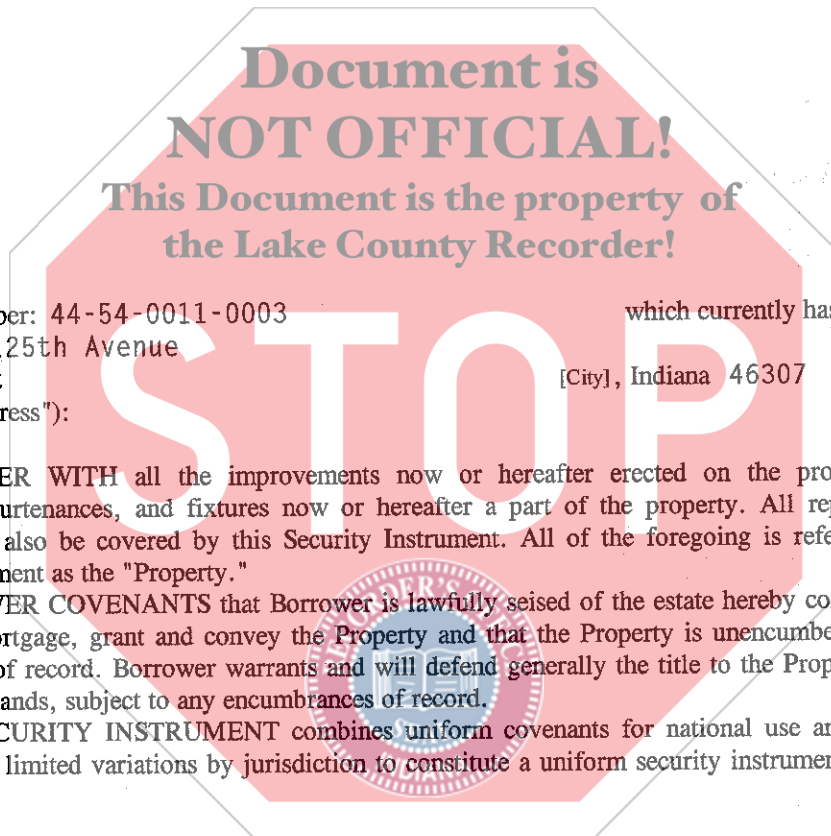 Document is
NOT OFFICIAL!
This Document is the property of
the Lake County Recorder!
STOP
ber: 44-54-0011-0003 which currently has
25th Avenue
[City], Indiana 46307
ress"):
ER WITH all the improvements now or hereafter erected on the pro
urtenances, and fixtures now or hereafter a part of the property. All rep
also be covered by this Security Instrument. All of the foregoing is refe
ment as the "Property."
VER COVENANTS that Borrower is lawfully seised of the estate hereby co
ortgage, grant and convey the Property and that the Property is unencumbe
of record. Borrower warrants and will defend generally the title to the Prop
ands, subject to any encumbrances of record.
CURITY INSTRUMENT combines uniform covenants for national use an
limited variations by jurisdiction to constitute a uniform security instrumen